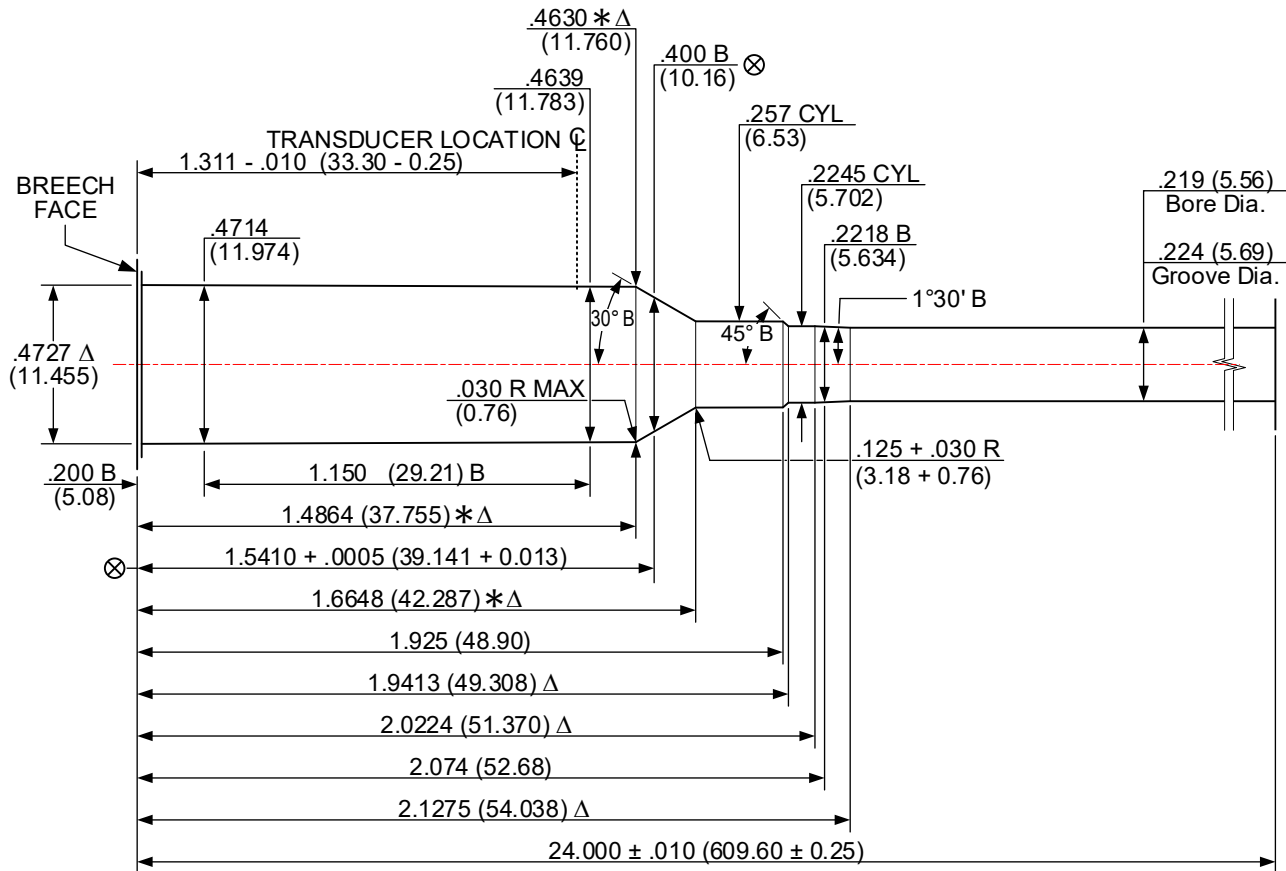 .4630 ∗ Δ
(11.760)
.400 B ⊗
(10.16)
.4639
(11.783)
.257 CYL
(6.53)
TRANSDUCER LOCATION ℄
1.311 - .010 (33.30 - 0.25)
.2245 CYL
(5.702)
.219 (5.56)
Bore Dia.
BREECH
FACE
.4714
(11.974)
.2218 B
(5.634)
.224 (5.69)
Groove Dia.
1°30' B
30° B
45° B
.4727 Δ
(11.455)
.030 R MAX
(0.76)
.125 + .030 R
(3.18 + 0.76)
.200 B
(5.08)
1.150 (29.21) B
1.4864 (37.755) ∗ Δ
⊗ 1.5410 + .0005 (39.141 + 0.013)
1.6648 (42.287) ∗ Δ
1.925 (48.90)
1.9413 (49.308) Δ
2.0224 (51.370) Δ
2.074 (52.68)
2.1275 (54.038) Δ
24.000 ± .010 (609.60 ± 0.25)